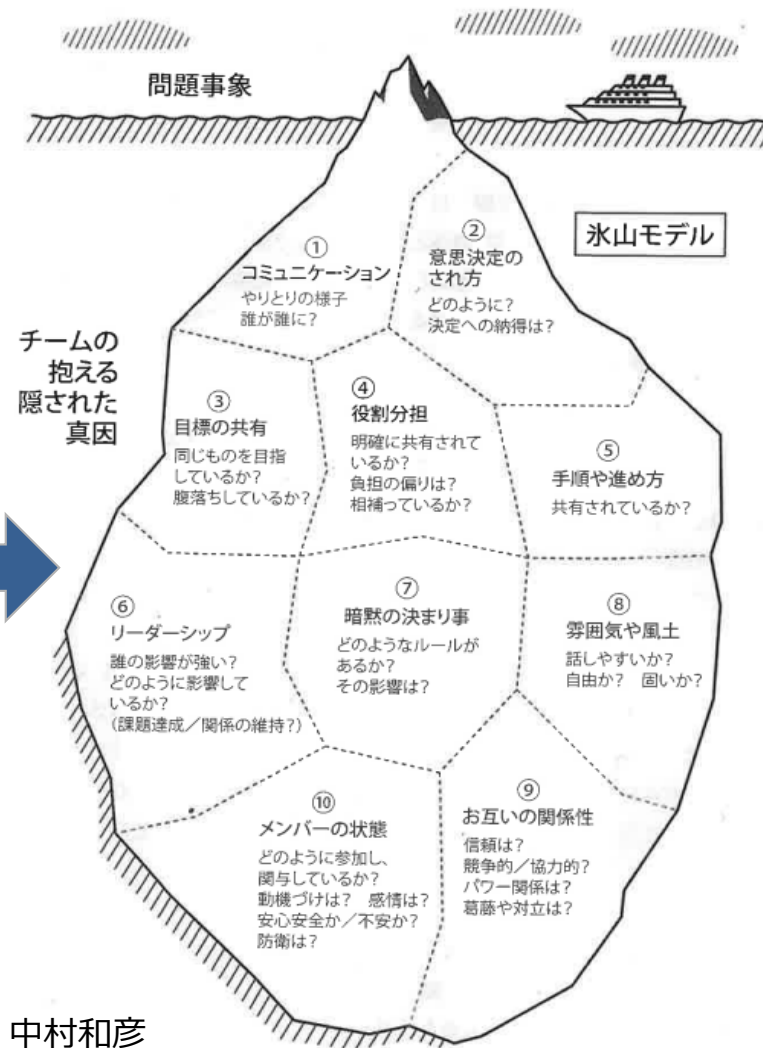 問題事象
氷山モデル
チームの
抱える
隠された
真因
①
コミュニケーション
やりとりの様子
誰が誰に?
②
意思決定の
され方
どのように?
決定への納得は?
③
目標の共有
同じものを目指
しているか?
腹落ちしているか?
④
役割分担
明確に共有されて
いるか?
負担の偏りは?
相補っているか?
⑤
手順や進め方
共有されているか?
⑥
リーダーシップ
誰の影響が強い?
どのように影響して
いるか?
(課題達成/関係の維持?)
⑦
暗黙の決まり事
どのようなルールが
あるか?
その影響は?
⑧
雰囲気や風土
話しやすいか?
自由か? 固いか?
⑩
メンバーの状態
どのように参加し、
関与しているか?
動機づけは? 感情は?
安心安全か/不安か?
防衛は?
⑨
お互いの関係性
信頼は?
競争的/協力的?
パワー関係は?
葛藤や対立は?
中村和彦